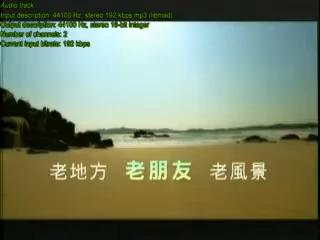 Audio track
Input description: 44100 Hz; stereo 192 kbps mp3 (libmad)
Output description: 44100 Hz; stereo 16-bit integer
Number of channels: 2
Current input bitrate: 192 kbps
老地方 老朋友 老風景